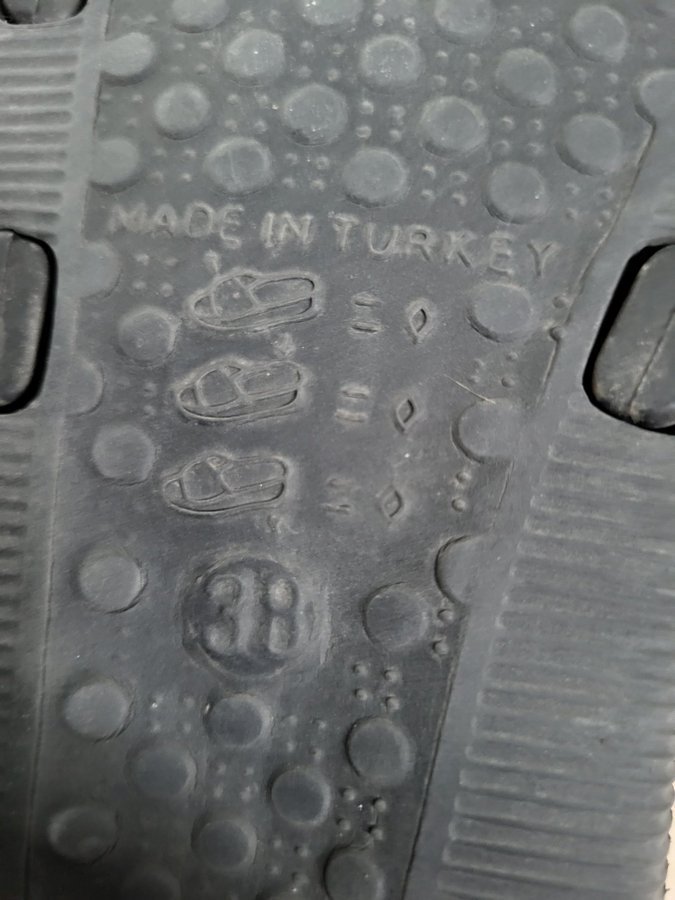 MADE IN TURKEY
=
=
=
38